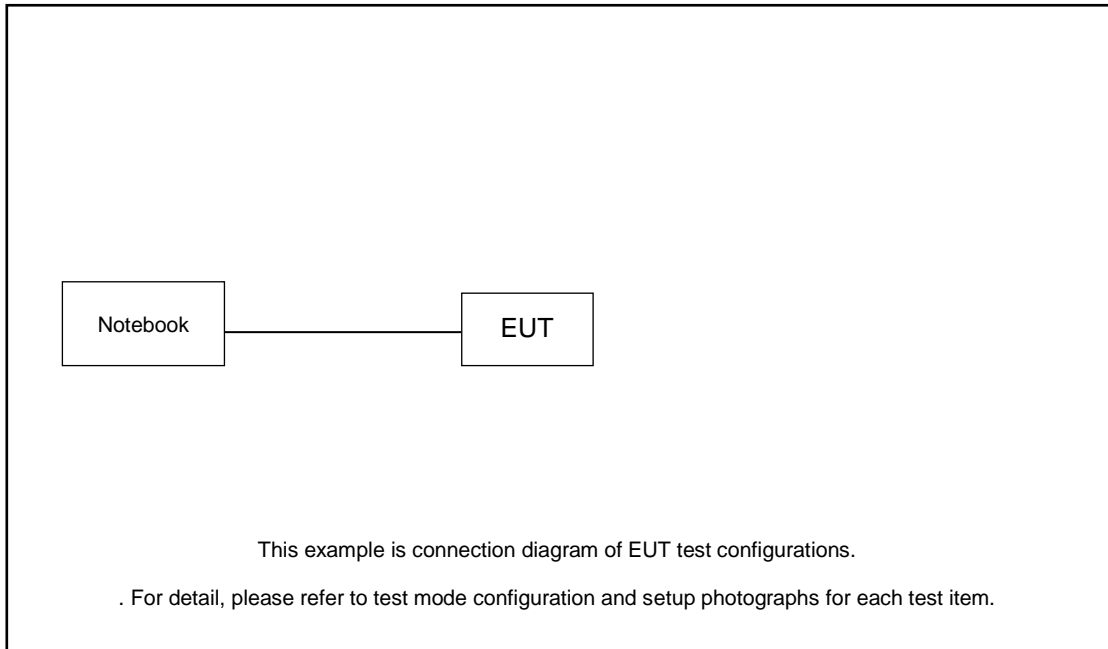 Notebook
EUT
This example is connection diagram of EUT test configurations.
. For detail, please refer to test mode configuration and setup photographs for each test item.